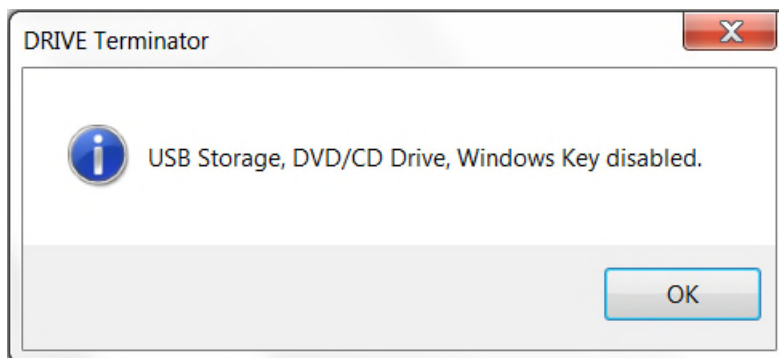 DRIVE Terminator
USB Storage, DVD/CD Drive, Windows Key disabled.
OK